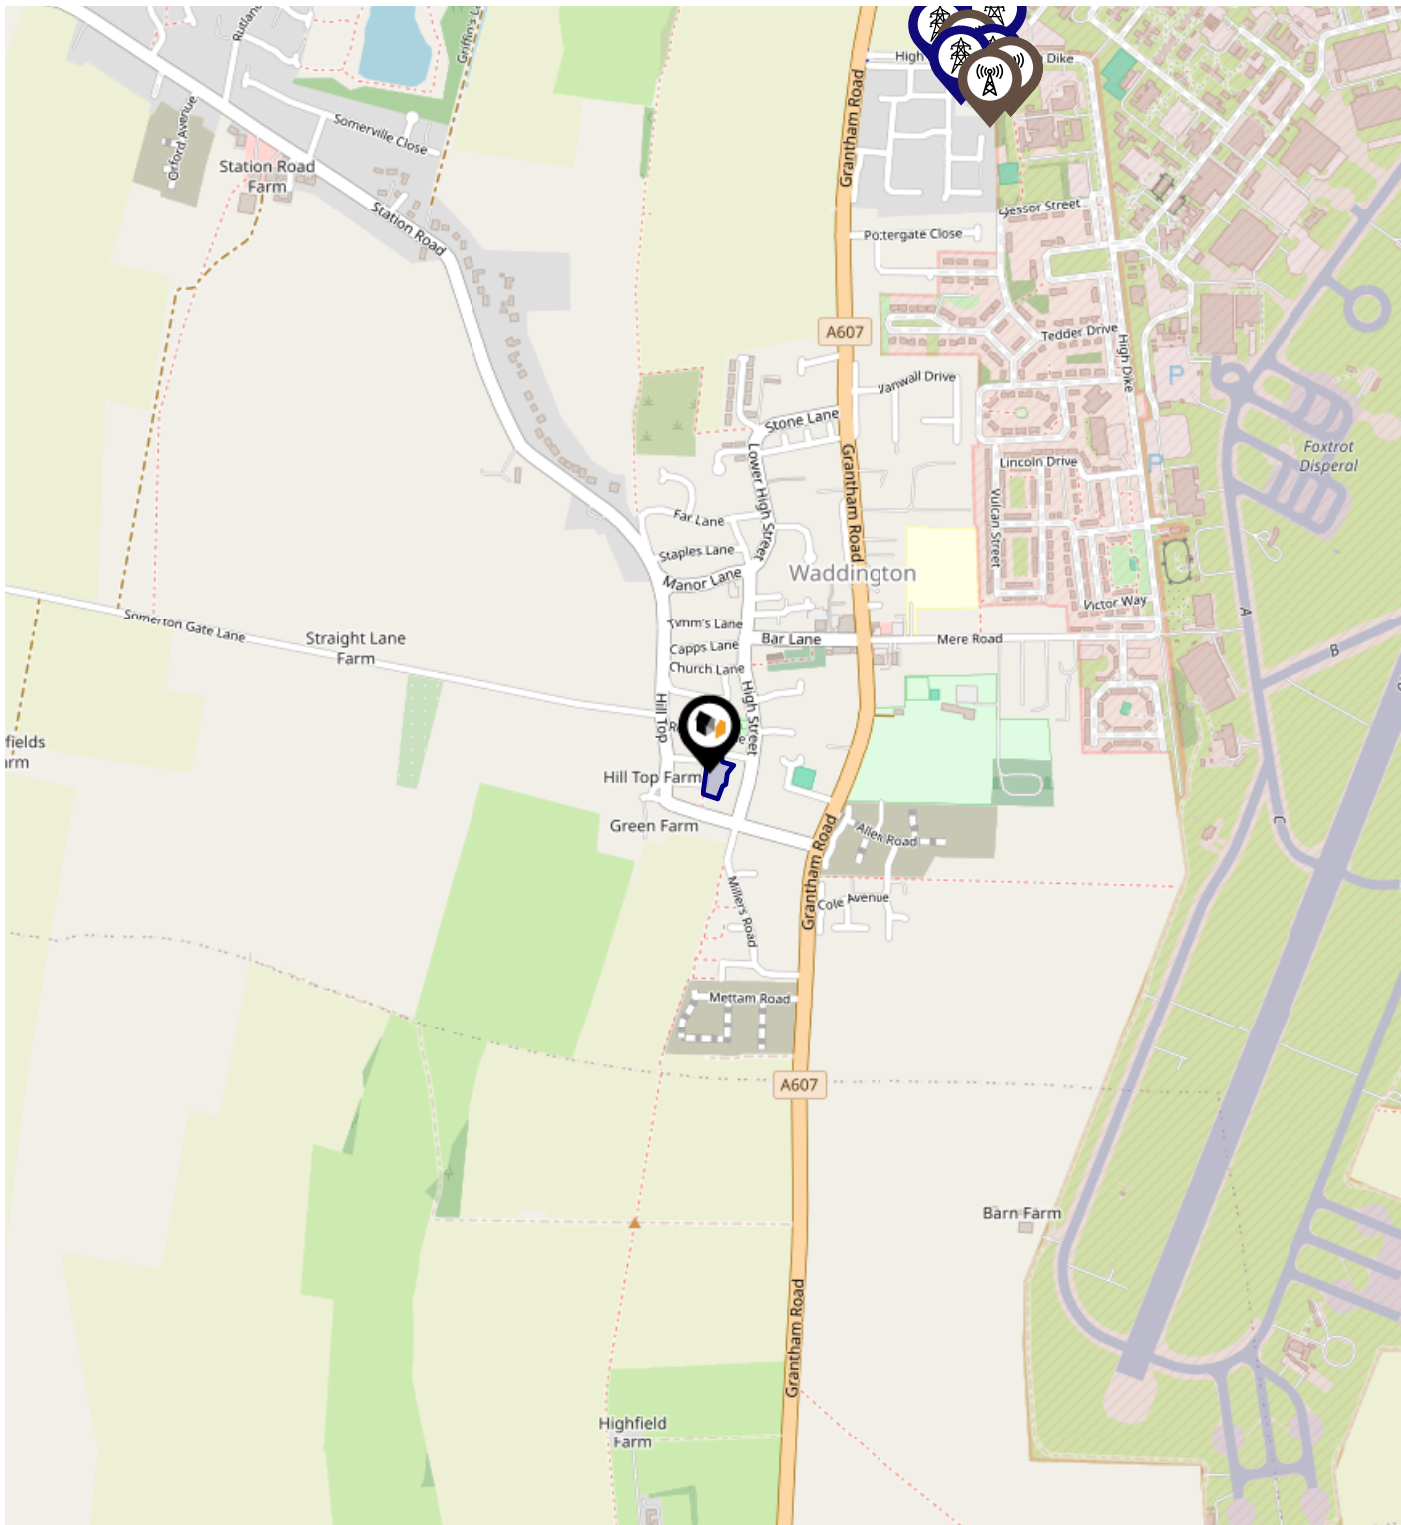 Griffin's L
High
Dike
Somerville Close
Orford Avenue
Grantham Road
Station Road
Farm
Station Road
Slessor Street
Pottergate Close
A607
Tedder Drive
High Dike
P
Vanwall Drive
Stone Lane
Foxtrot
Disperal
Lower High Street
Grantham Road
Lincoln Drive
P
Vulcan Street
Far Lane
Staples Lane
Manor Lane
Waddington
Victor Way
A
Somerton Gate Lane
Tymm's Lane
Bar Lane
Mere Road
Straight Lane
Farm
Capps Lane
Church Lane
B
Hill Top
High Street
fields
arm
Hill Top Farm
Green Farm
C
Allen Road
Grantham Road
Cole Avenue
Millers Road
Mettam Road
A607
Barn Farm
Grantham Road
Highfield
Farm